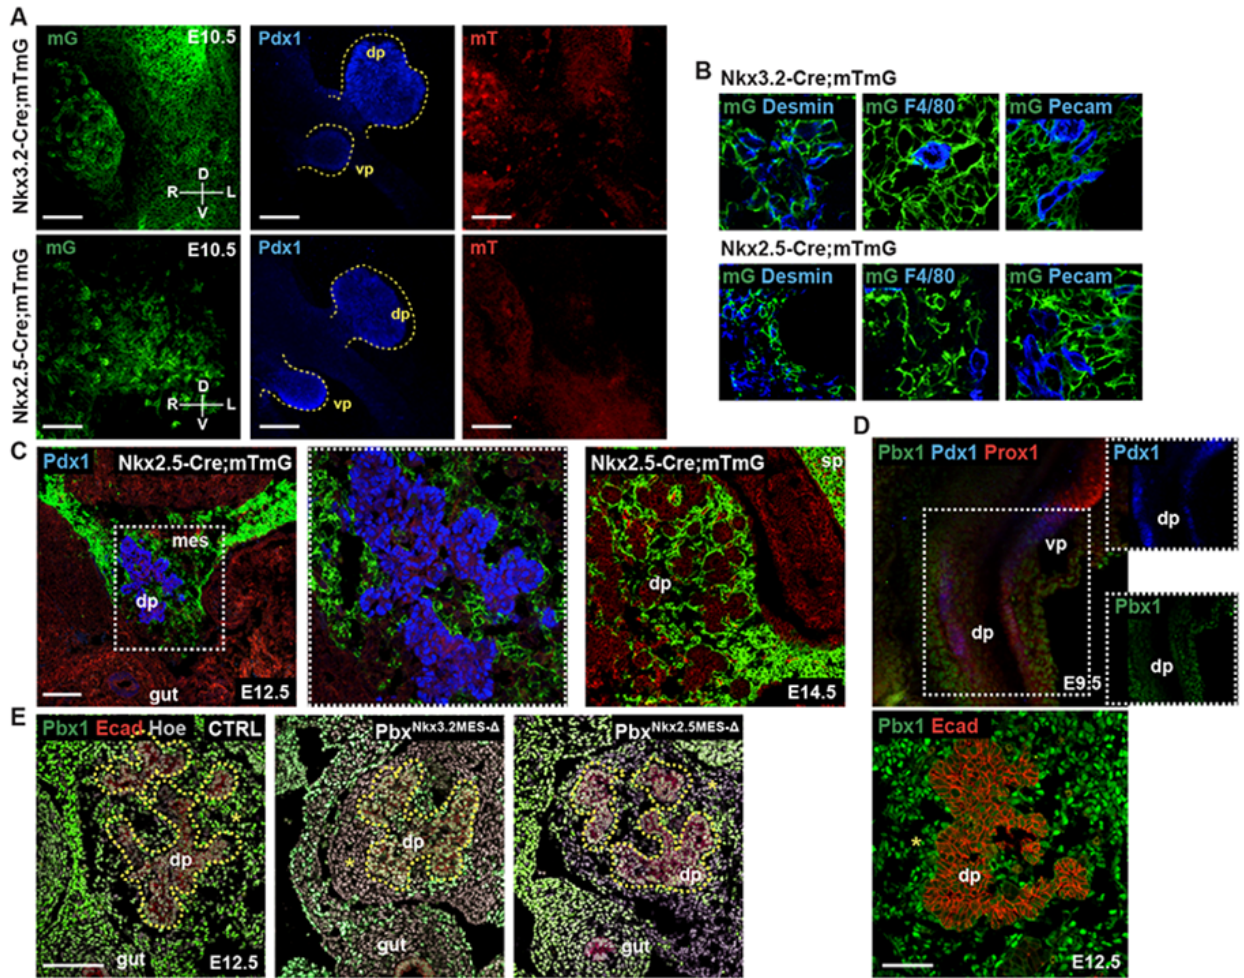 A
Nkx3.2-Cre;mTmG
mG
E10.5
D
R
L
V
Pdx1
dp
vp
mT
Nkx2.5-Cre;mTmG
mG
E10.5
D
R
L
V
Pdx1
dp
vp
mT
B
Nkx3.2-Cre;mTmG
mG Desmin
mG F4/80
mG Pecam
Nkx2.5-Cre;mTmG
mG Desmin
mG F4/80
mG Pecam
C
Pdx1
Nkx2.5-Cre;mTmG
mes
dp
gut
E12.5
Nkx2.5-Cre;mTmG
sp
dp
E14.5
D
Pbx1 Pdx1 Prox1
vp
dp
E9.5
Pdx1
dp
Pbx1
dp
Pbx1 Ecad
*
dp
E12.5
E
Pbx1 Ecad Hoe
CTRL
*
dp
gut
E12.5
PbxNkx3.2MES-Δ
dp
*
gut
PbxNkx2.5MES-Δ
*
dp
gut